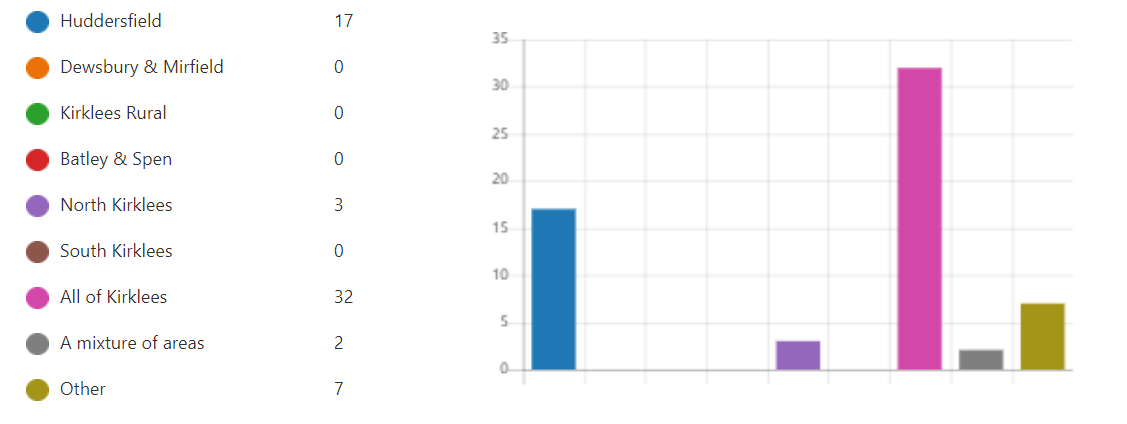 Huddersfield 17
Dewsbury & Mirfield 0
Kirklees Rural 0
Batley & Spen 0
North Kirklees 3
South Kirklees 0
All of Kirklees 32
A mixture of areas 2
Other 7
35
30
25
20
15
10
5
0